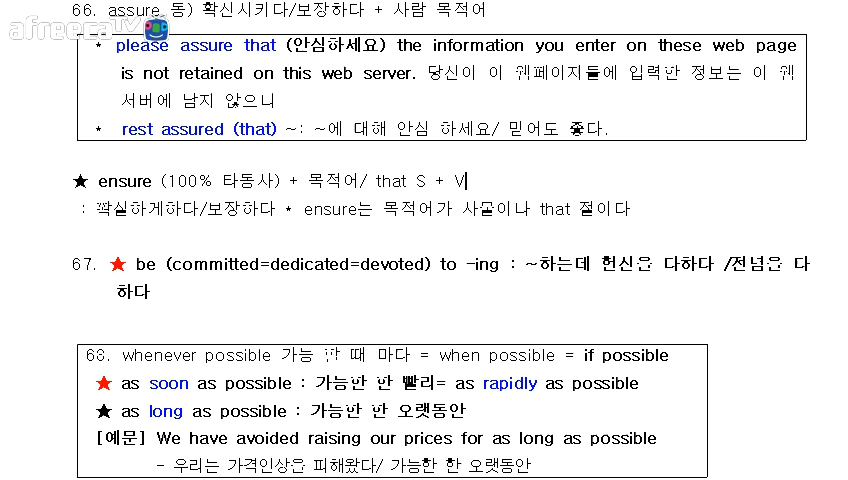 66. assure 동) 확신시키다/보장하다 + 사람 목적어
afreecaTV
* please assure that (안심하세요) the information you enter on these web page
is not retained on this web server. 당신이 이 웹페이지들에 입력한 정보는 이 웹
서버에 남지 않으니
* rest assured (that) ~: ~에 대해 안심 하세요/ 믿어도 좋다.
★ ensure (100% 타동사) + 목적어/ that S + V
: 확실하게하다/보장하다 * ensure는 목적어가 사물이나 that 절이다
67. ★ be (committed=dedicated=devoted) to -ing : ~하는데 헌신을 다하다 /전념을 다
하다
68. whenever possible 가능 할 때 마다 = when possible = if possible
★ as soon as possible : 가능한 한 빨리= as rapidly as possible
★ as long as possible : 가능한 한 오랫동안
[예문] We have avoided raising our prices for as long as possible
- 우리는 가격인상을 피해왔다/ 가능한 한 오랫동안